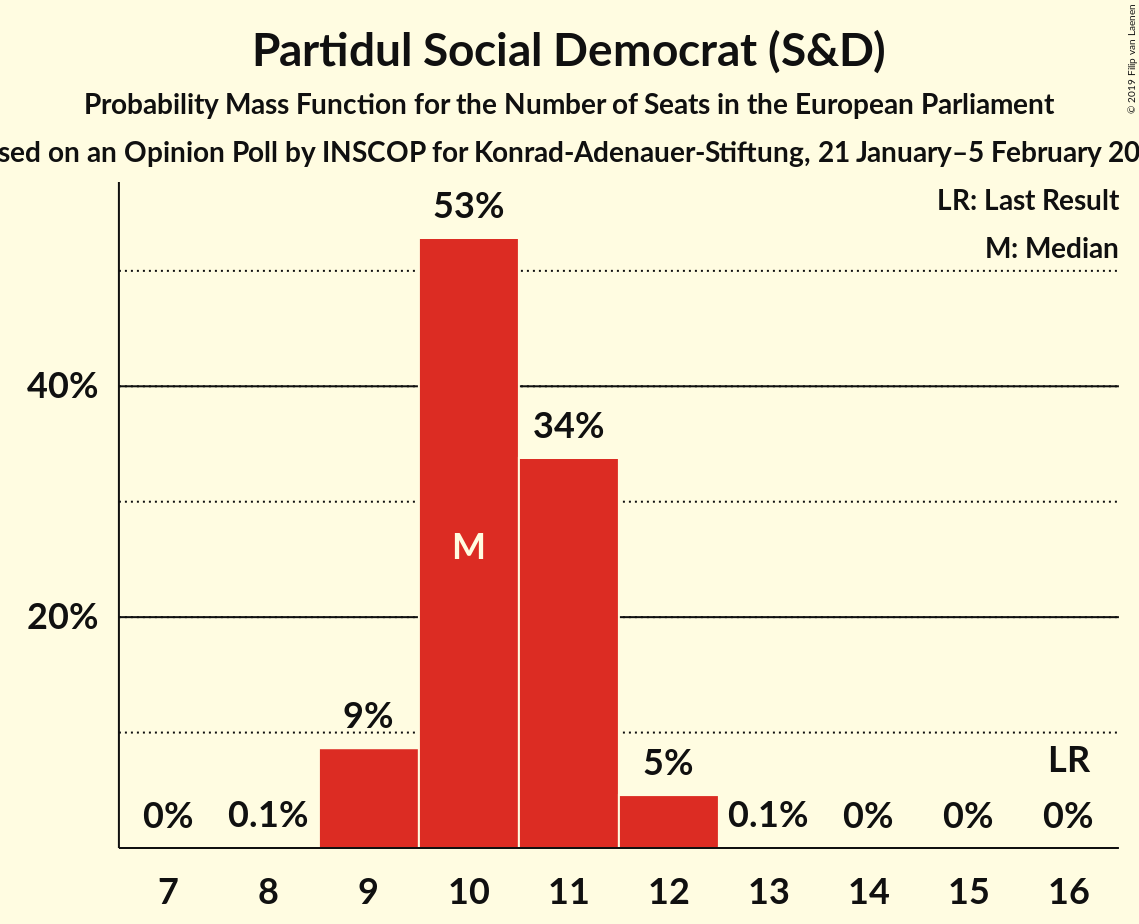 Partidul Social Democrat (S&D)
Probability Mass Function for the Number of Seats in the European Parliament
sed on an Opinion Poll by INSCOP for Konrad-Adenauer-Stiftung, 21 January–5 February 20
© 2019 Filip van Laenen
LR: Last Result
M: Median
53%
40%
34%
M
20%
9%
5%
LR
0% 0.1% 0.1% 0% 0% 0%
7 8 9 10 11 12 13 14 15 16